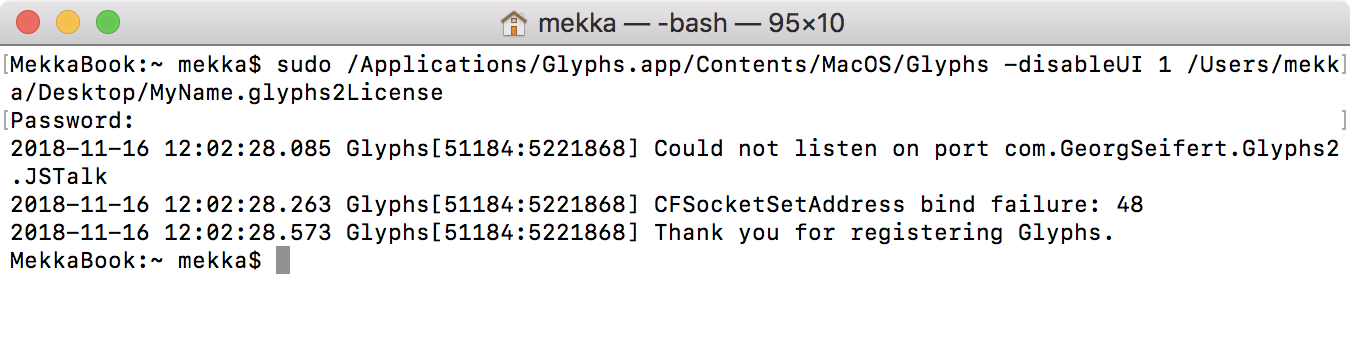 mekka — -bash — 95×10
[MekkaBook:~ mekka$ sudo /Applications/Glyphs.app/Contents/MacOS/Glyphs -disableUI 1 /Users/mekk]
a/Desktop/MyName.glyphs2License
[Password:]
2018-11-16 12:02:28.085 Glyphs[51184:5221868] Could not listen on port com.GeorgSeifert.Glyphs2
.JSTalk
2018-11-16 12:02:28.263 Glyphs[51184:5221868] CFSocketSetAddress bind failure: 48
2018-11-16 12:02:28.573 Glyphs[51184:5221868] Thank you for registering Glyphs.
MekkaBook:~ mekka$